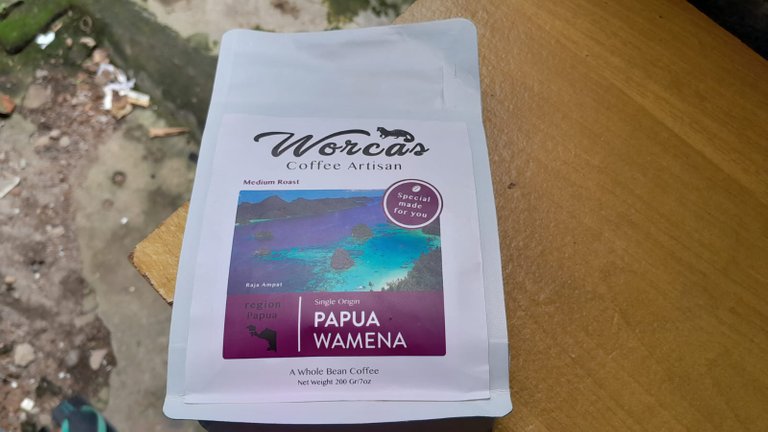 Worcas
Coffee Artisan
Medium Roast
Special
made
for you
Raja Ampat
region
Papua
Single Origin
PAPUA
WAMENA
A Whole Bean Coffee
Net Weight 200 Gr/7oz